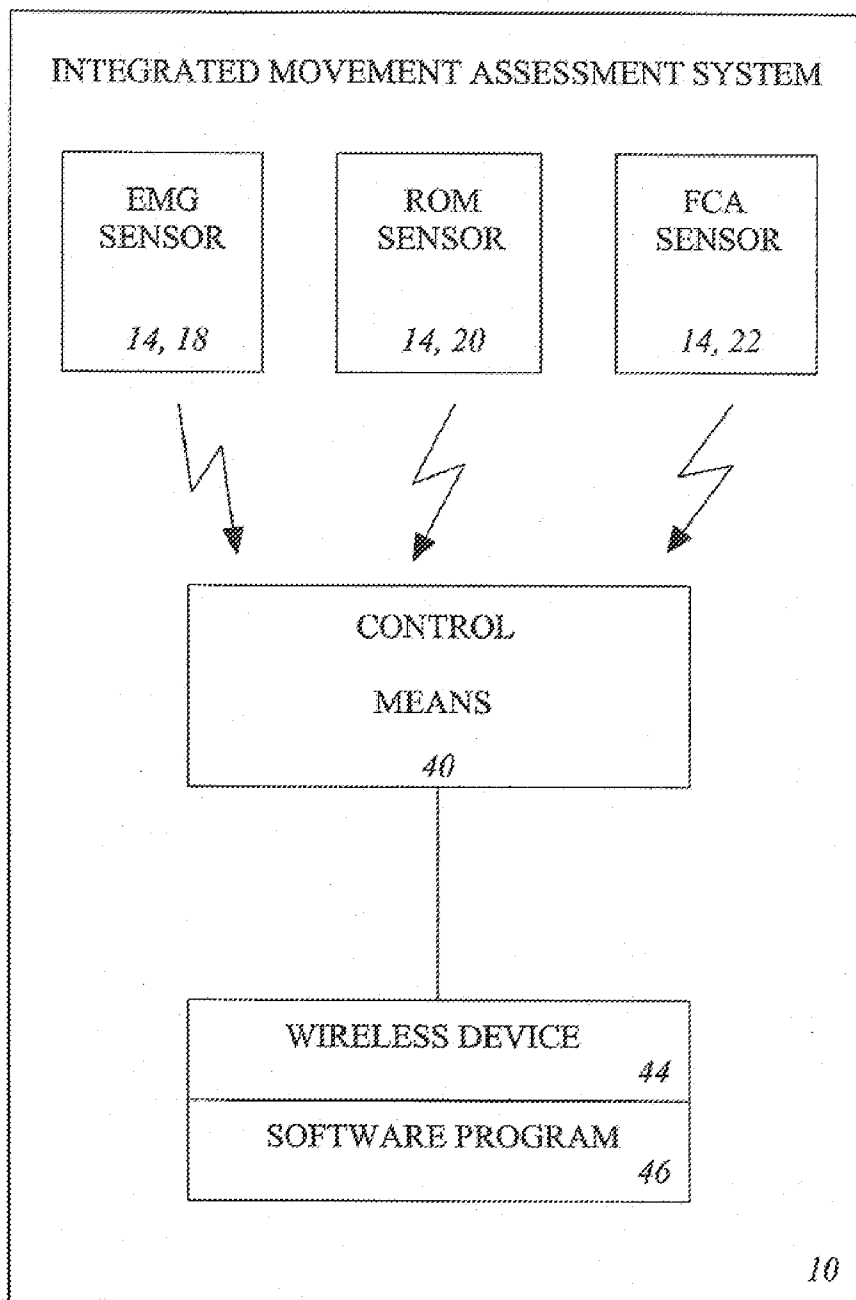 INTEGRATED MOVEMENT ASSESSMENT SYSTEM
EMG
SENSOR
14, 18
ROM
SENSOR
14, 20
FCA
SENSOR
14, 22
CONTROL
MEANS
40
WIRELESS DEVICE
44
SOFTWARE PROGRAM
46
10